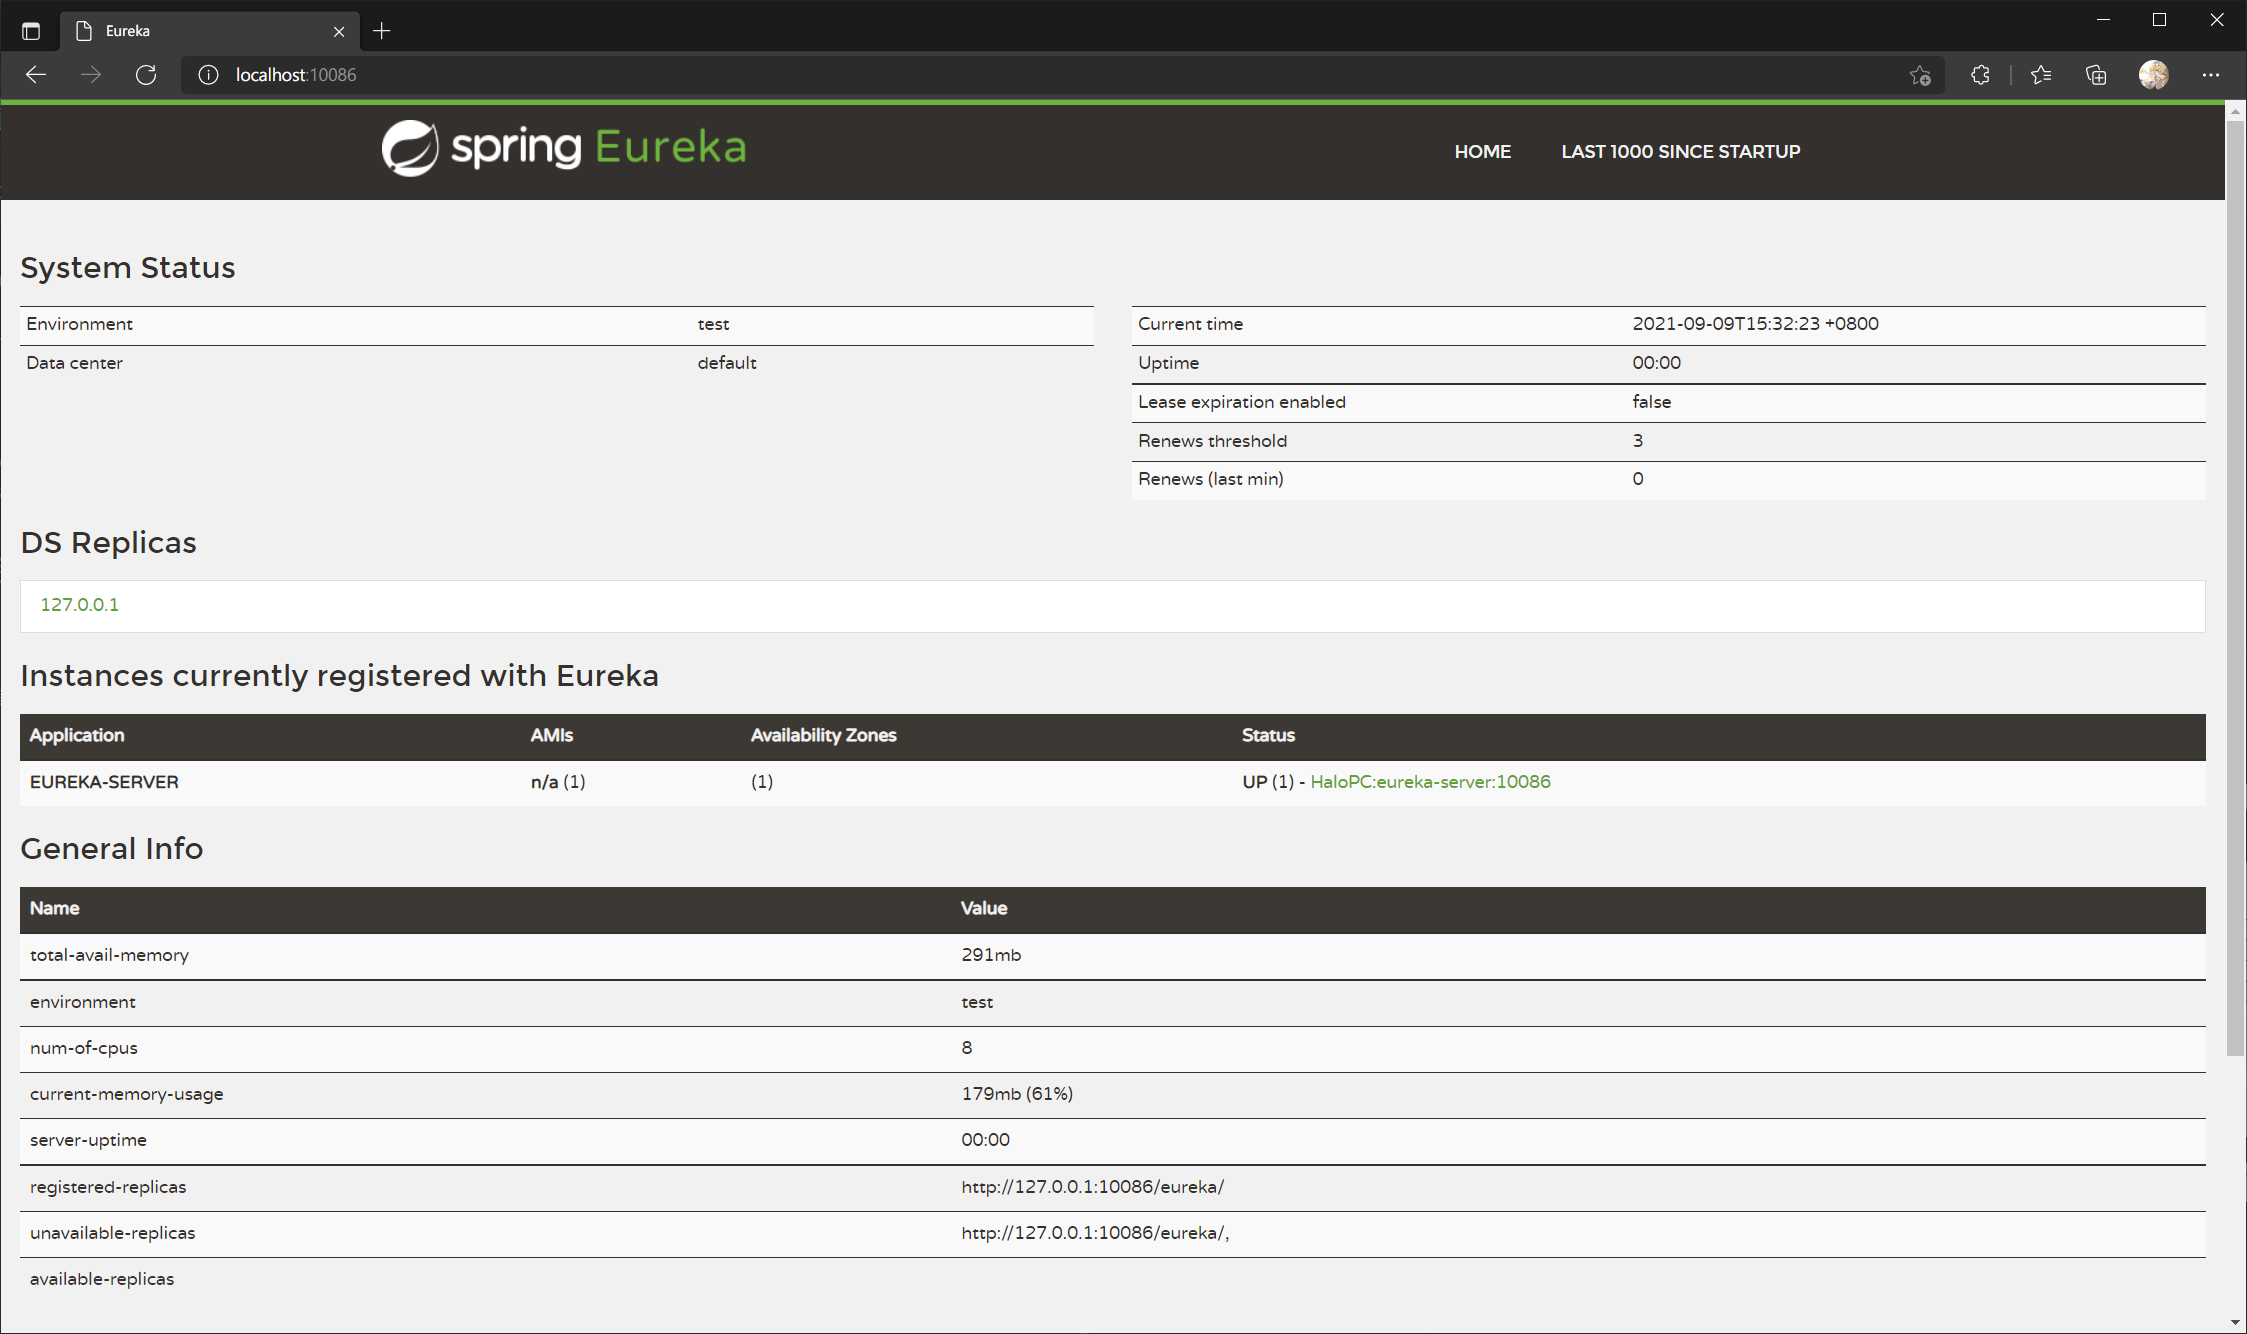 Eureka
localhost:10086
spring Eureka
HOME LAST 1000 SINCE STARTUP
System Status
Environment test
Data center default
Current time 2021-09-09T15:32:23 +0800
Uptime 00:00
Lease expiration enabled false
Renews threshold 3
Renews (last min) 0
DS Replicas
127.0.0.1
Instances currently registered with Eureka
Application AMIs Availability Zones Status
EUREKA-SERVER n/a (1) (1) UP (1) - HaloPC:eureka-server:10086
General Info
Name Value
total-avail-memory 291mb
environment test
num-of-cpus 8
current-memory-usage 179mb (61%)
server-uptime 00:00
registered-replicas http://127.0.0.1:10086/eureka/
unavailable-replicas http://127.0.0.1:10086/eureka/,
available-replicas